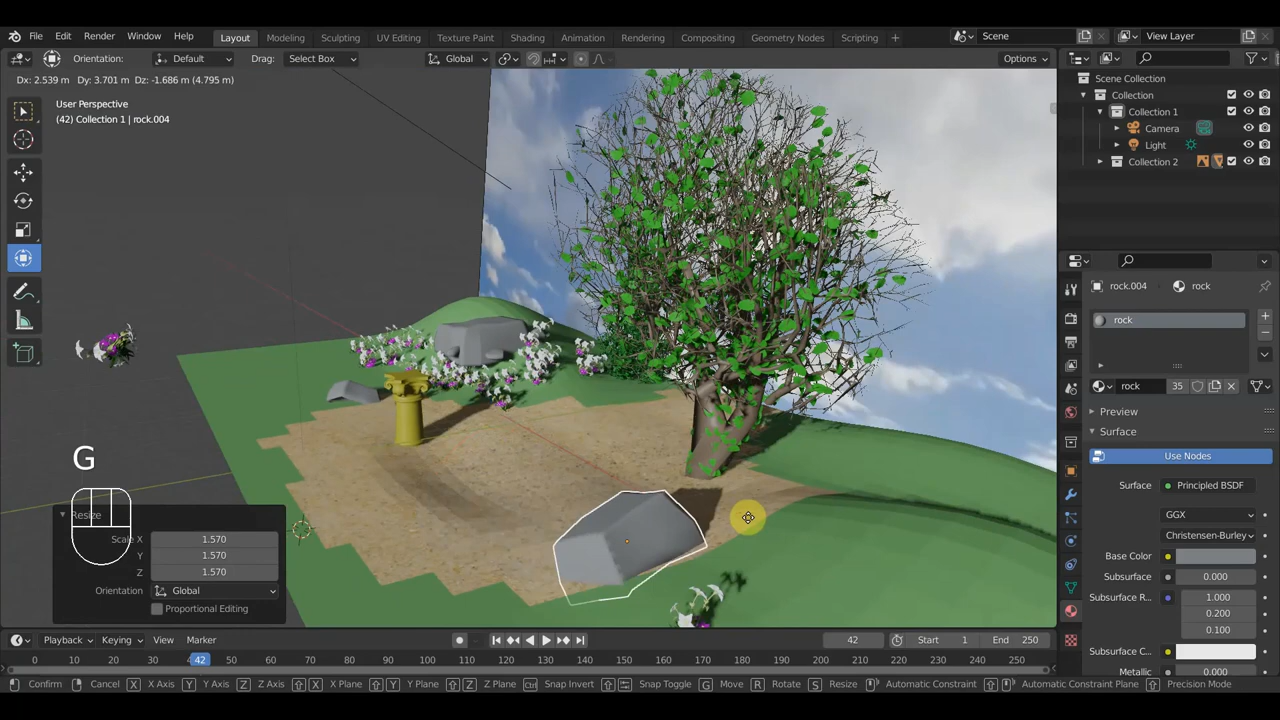 File Edit Render Window Help Layout Modeling Sculpting UV Editing Texture Paint Shading Animation Rendering Compositing Geometry Nodes Scripting + Scene View Layer
Orientation: Default Drag: Select Box Global Options
Dx: 2.539 m Dy: 3.701 m Dz: -1.686 m (4.795 m)
User Perspective
(42) Collection 1 | rock.004
Scene Collection
Collection
Collection 1
Camera
Light
Collection 2
rock.004 rock
rock
rock 35
Preview
Surface
Use Nodes
Surface Principled BSDF
GGX
Christensen-Burley
Base Color
Subsurface 0.000
Subsurface R... 1.000
0.200
0.100
Subsurface C...
Metallic 0.000
G
Resize
Scale X 1.570
Y 1.570
Z 1.570
Orientation Global
Proportional Editing
Playback Keying View Marker 42 Start 1 End 250
0 10 20 30 42 50 60 70 80 90 100 110 120 130 140 150 160 170 180 190 200 210 220 230 240 250
Confirm Cancel X X Axis Y Y Axis Z Z Axis X X Plane Y Y Plane Z Z Plane Ctrl Snap Invert Snap Toggle G Move R Rotate S Resize Automatic Constraint Automatic Constraint Plane Precision Mode